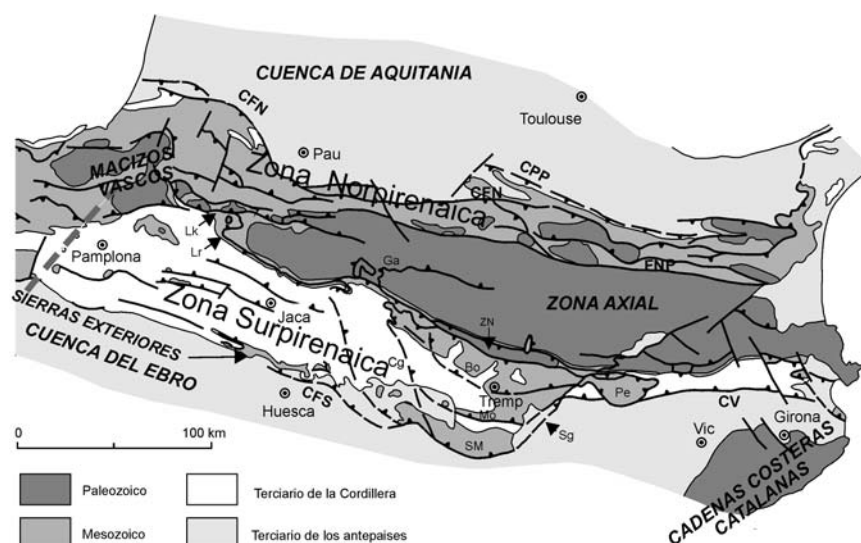 CUENCA DE AQUITANIA
CFN
Toulouse
Pau
CPP
MACIZOS
VASCOS
Zona Norpirenaica
CFN
Lk
Pamplona
Lr
Ga
FNP
ZONA AXIAL
Zona Surpirenaica
Jaca
ZN
SIERRAS EXTERIORES
CUENCA DEL EBRO
Cg
Bo
Tremp
Pe
Huesca
CFS
Mo
CV
Girona
Vic
Sg
SM
0 100 km
CADENAS COSTERAS
CATALANAS
Paleozoico
Terciario de la Cordillera
Mesozoico
Terciario de los antepaises